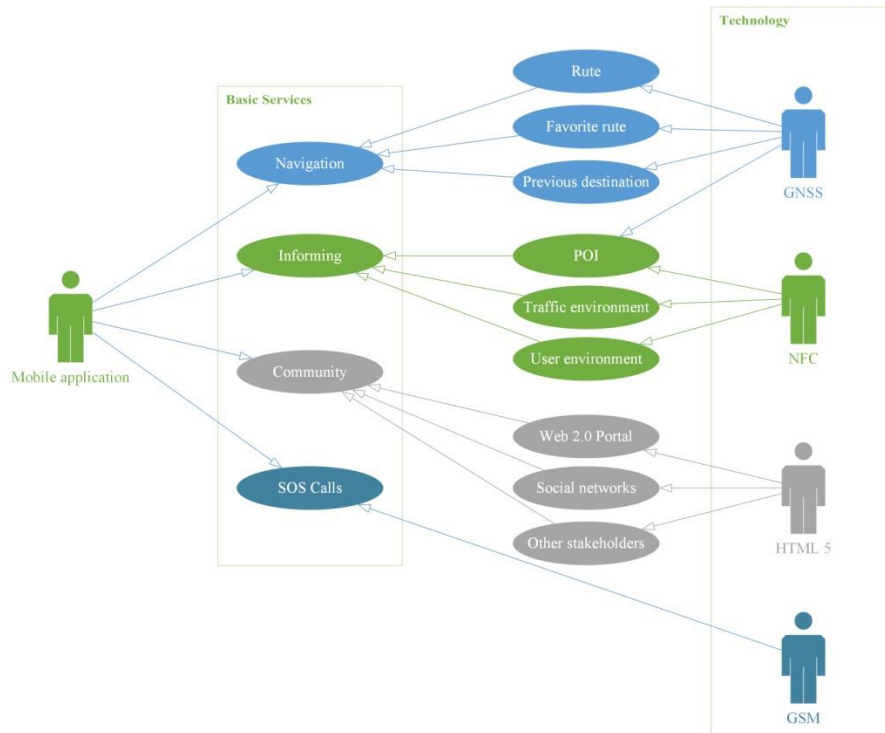 Technology
Basic Services
Rute
Favorite rute
Navigation
Previous destination
GNSS
Informing
POI
Traffic environment
User environment
NFC
Mobile application
Community
Web 2.0 Portal
Social networks
SOS Calls
Other stakeholders
HTML 5
GSM